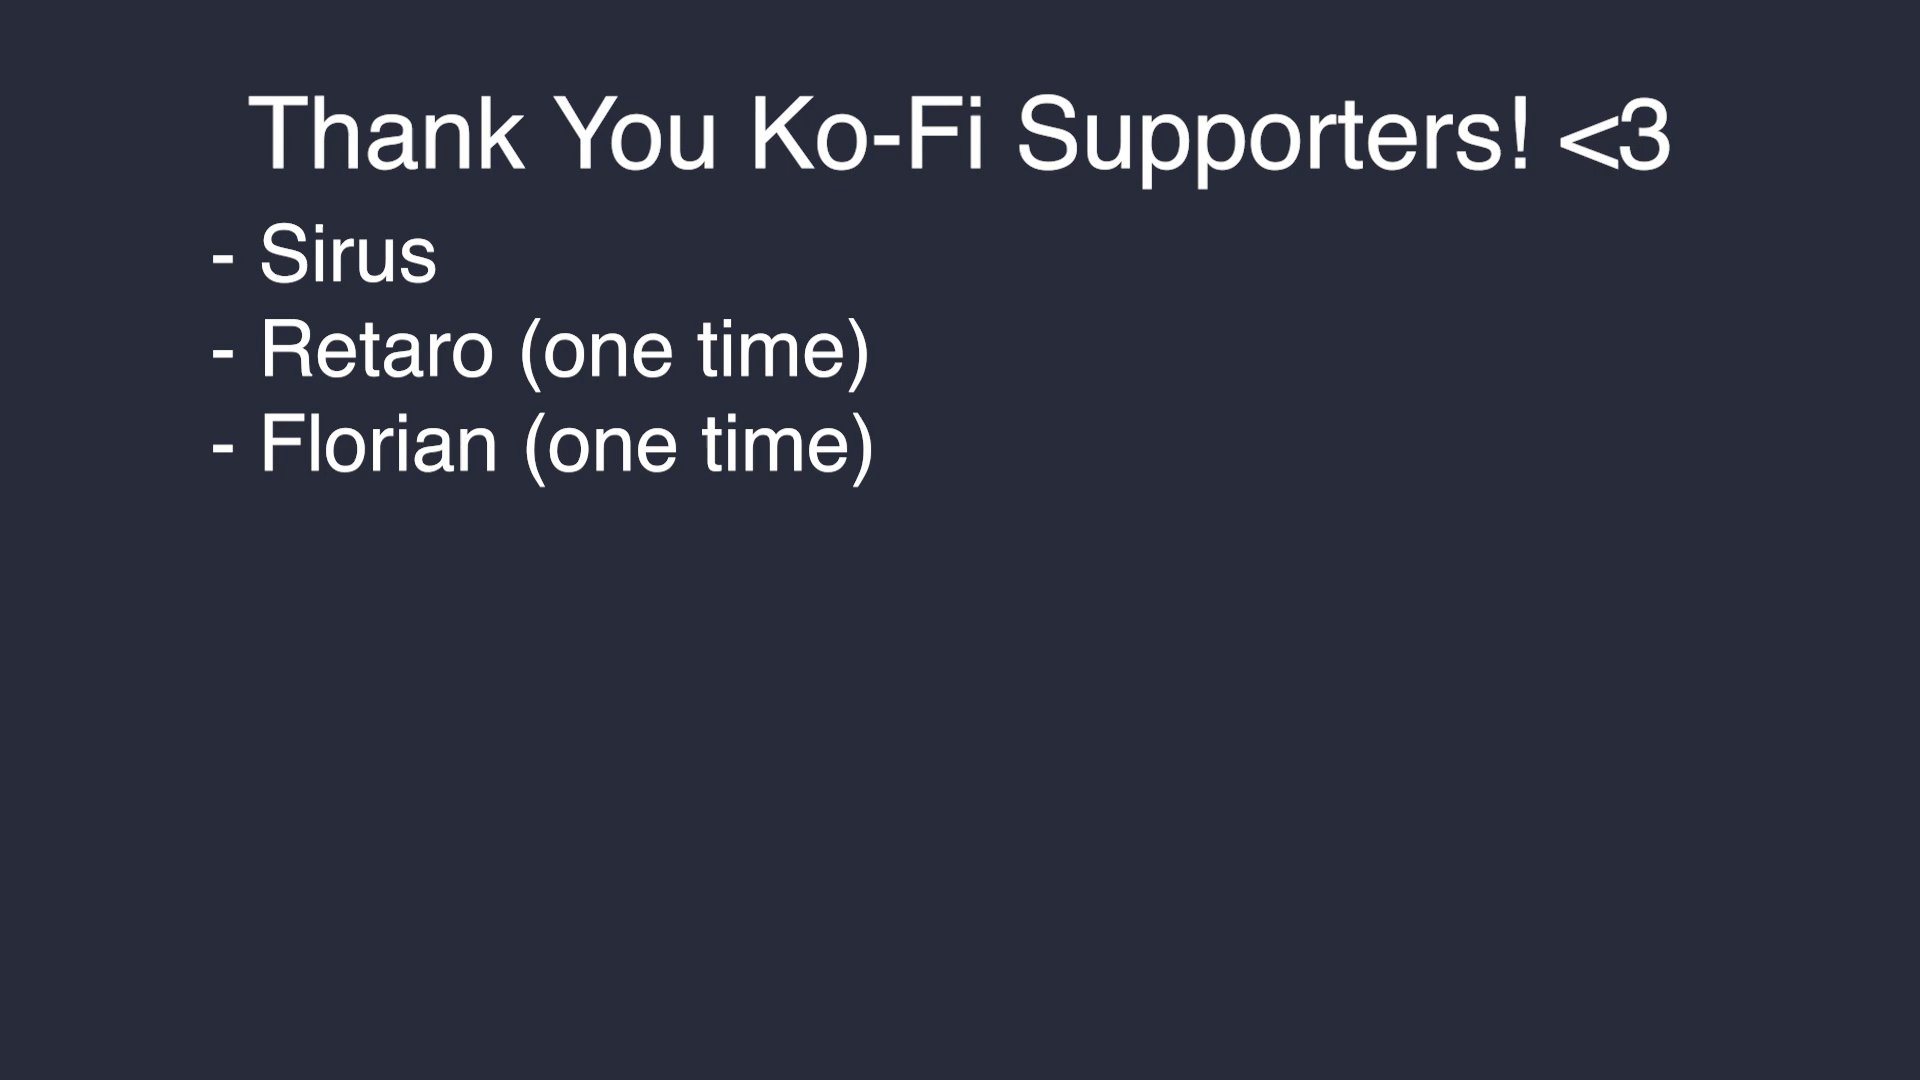 Thank You Ko-Fi Supporters! <3
- Sirus
- Retaro (one time)
- Florian (one time)